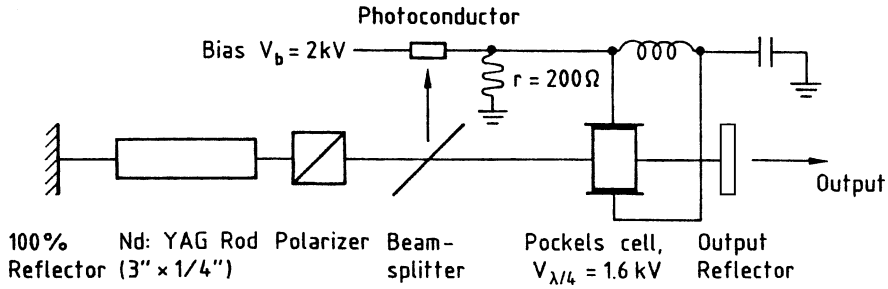 Photoconductor
Bias V_b = 2kV
r = 200Ω
Output
100% Reflector
Nd: YAG Rod (3" × 1/4")
Polarizer
Beam-splitter
Pockels cell, V_λ/4 = 1.6 kV
Output Reflector